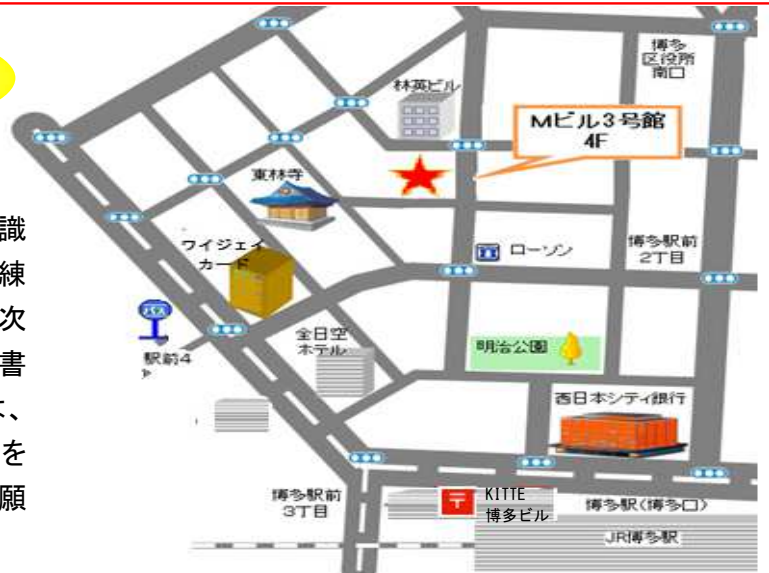 博多
区役所
南口
林英ビル
Mビル3号館
4F
東林寺
識
練
次
書
は、
を
願
ワイジェイ
カード
ローソン
博多駅前
2丁目
バス
駅前4
全日空
ホテル
明治公園
西日本シティ銀行
博多駅前
3丁目
〒
KITTE
博多ビル
博多駅(博多口)
JR博多駅